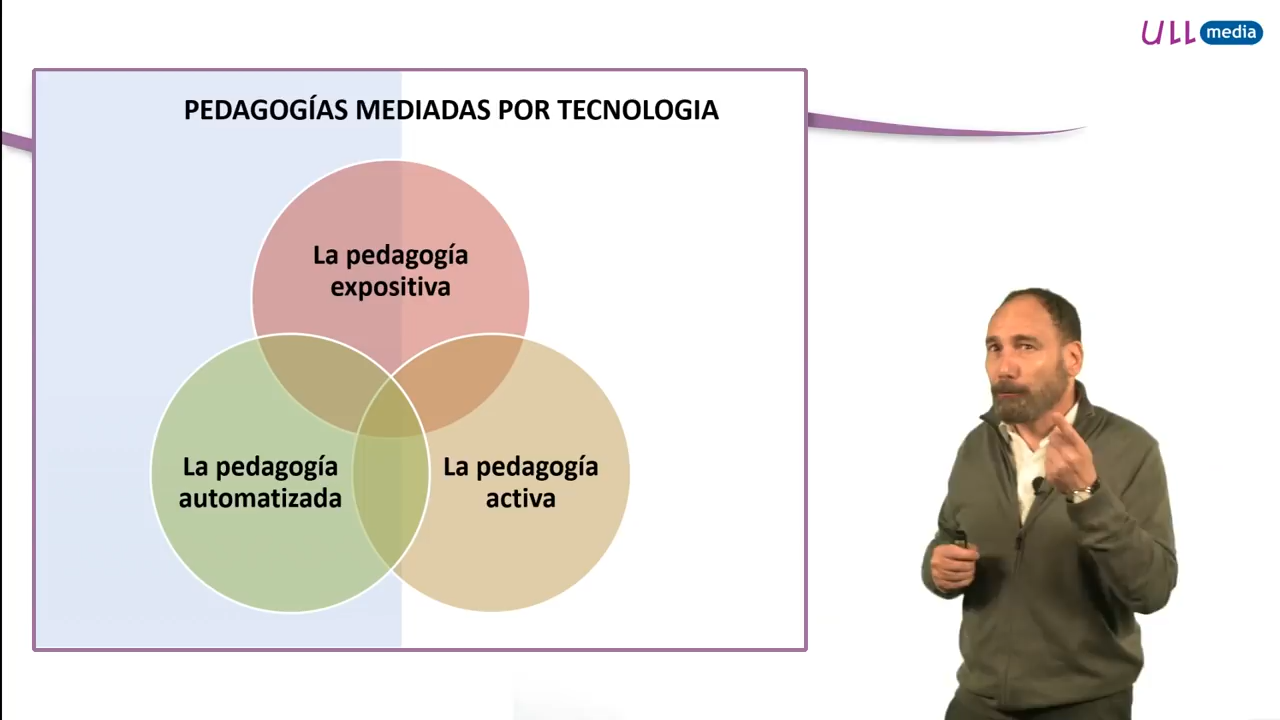 ULL media
PEDAGOGÍAS MEDIADAS POR TECNOLOGIA
La pedagogía
expositiva
La pedagogía
automatizada
La pedagogía
activa